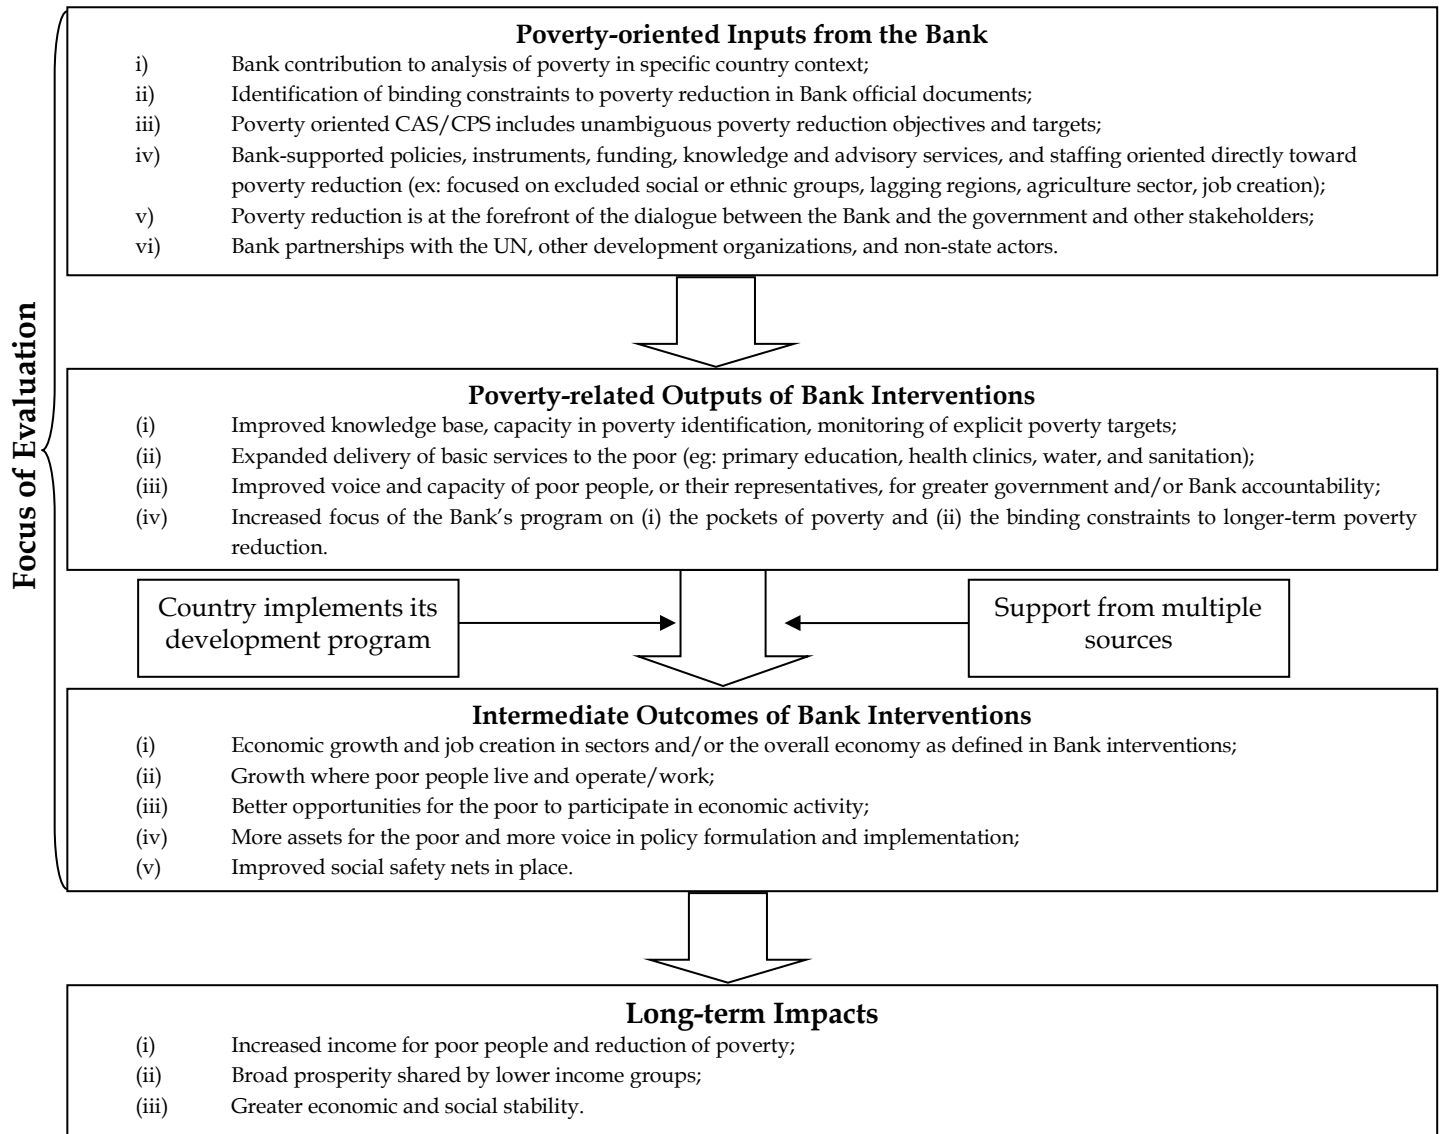 Focus of Evaluation
Poverty-oriented Inputs from the Bank
i) Bank contribution to analysis of poverty in specific country context;
ii) Identification of binding constraints to poverty reduction in Bank official documents;
iii) Poverty oriented CAS/CPS includes unambiguous poverty reduction objectives and targets;
iv) Bank-supported policies, instruments, funding, knowledge and advisory services, and staffing oriented directly toward
poverty reduction (ex: focused on excluded social or ethnic groups, lagging regions, agriculture sector, job creation);
v) Poverty reduction is at the forefront of the dialogue between the Bank and the government and other stakeholders;
vi) Bank partnerships with the UN, other development organizations, and non-state actors.
Poverty-related Outputs of Bank Interventions
(i) Improved knowledge base, capacity in poverty identification, monitoring of explicit poverty targets;
(ii) Expanded delivery of basic services to the poor (eg: primary education, health clinics, water, and sanitation);
(iii) Improved voice and capacity of poor people, or their representatives, for greater government and/or Bank accountability;
(iv) Increased focus of the Bank's program on (i) the pockets of poverty and (ii) the binding constraints to longer-term poverty
reduction.
Country implements its
development program
Support from multiple
sources
Intermediate Outcomes of Bank Interventions
(i) Economic growth and job creation in sectors and/or the overall economy as defined in Bank interventions;
(ii) Growth where poor people live and operate/work;
(iii) Better opportunities for the poor to participate in economic activity;
(iv) More assets for the poor and more voice in policy formulation and implementation;
(v) Improved social safety nets in place.
Long-term Impacts
(i) Increased income for poor people and reduction of poverty;
(ii) Broad prosperity shared by lower income groups;
(iii) Greater economic and social stability.